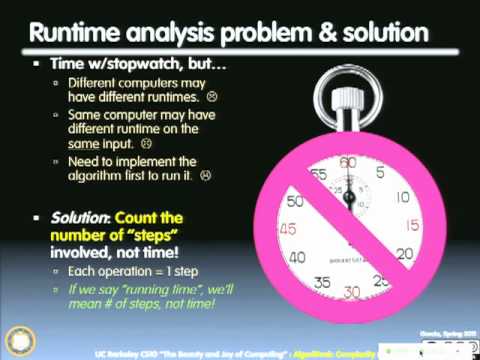 Runtime analysis problem & solution
Time w/stopwatch, but…
Different computers may
have different runtimes. ☹
Same computer may have
different runtime on the
same input. ☹
Need to implement the
algorithm first to run it. ☹
Solution: Count the
number of “steps”
involved, not time!
Each operation = 1 step
If we say “running time”, we’ll
mean # of steps, not time!
60
55
5
50
10
45
15
40
20
35
25
30
Garcia, Spring 2011
UC Berkeley CS10 "The Beauty and Joy of Computing" : Algorithmic Complexity